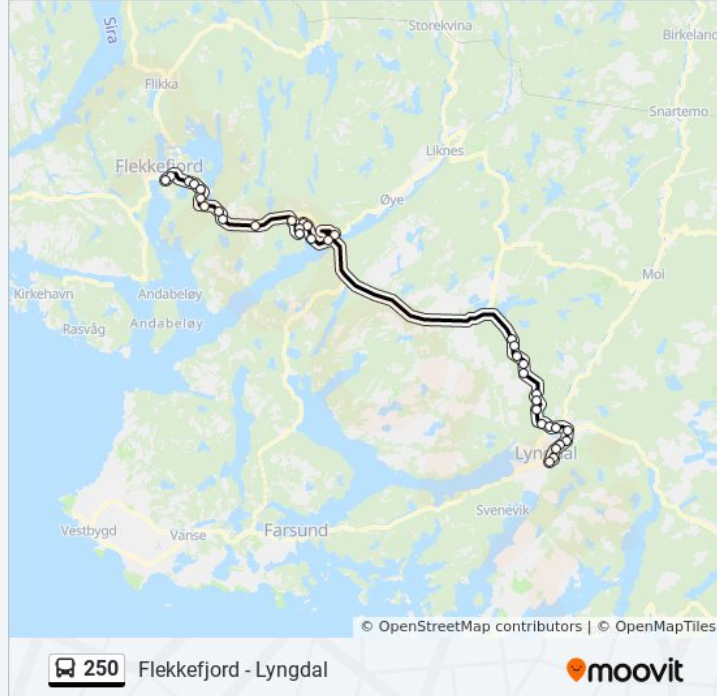 Storekvina
Birkeland
Sira
Flikka
Snartemo
Liknes
Flekkefjord
Øye
Moi
Kirkehavn
Andabeløy
Rasvåg
Andabeløy
Lyngdal
Svenevik
Vestbygd
Vanse
Farsund
© OpenStreetMap contributors | © OpenMapTiles
250 Flekkefjord - Lyngdal
moovit